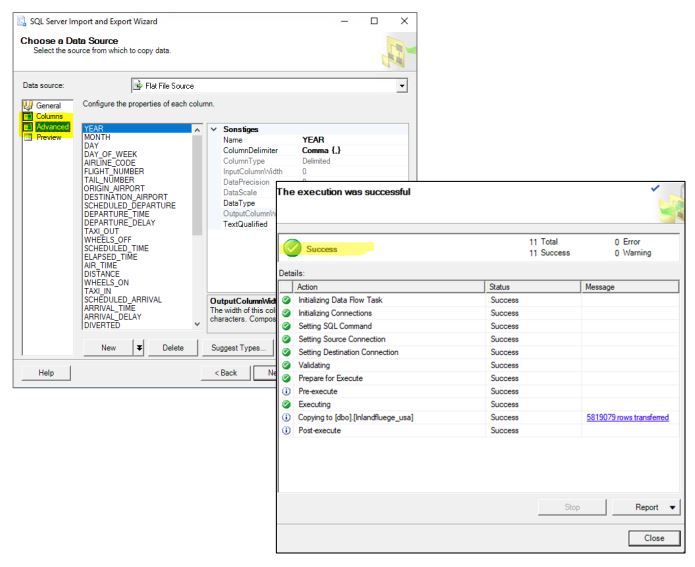 SQL Server Import and Export Wizard
Choose a Data Source
Select the source from which to copy data.
Data source:
Flat File Source
General
Columns
Advanced
Preview
Configure the properties of each column.
YEAR
MONTH
DAY
DAY_OF_WEEK
AIRLINE_CODE
FLIGHT_NUMBER
TAIL_NUMBER
ORIGIN_AIRPORT
DESTINATION_AIRPORT
SCHEDULED_DEPARTURE
DEPARTURE_TIME
DEPARTURE_DELAY
TAXI_OUT
WHEELS_OFF
SCHEDULED_TIME
ELAPSED_TIME
AIR_TIME
DISTANCE
WHEELS_ON
TAXI_IN
SCHEDULED_ARRIVAL
ARRIVAL_TIME
ARRIVAL_DELAY
DIVERTED
Sonstiges
Name YEAR
ColumnDelimiter Comma {,}
ColumnType Delimited
InputColumnWidth 0
DataPrecision 0
DataScale
DataType
TextQualified
The width of this
characters.
New Delete Suggest Types...
Help < Back
The execution was successful
Success
11 Total 0 Error
11 Success 0 Warning
Details:
Action Status Message
Initializing Data Flow Task Success
Initializing Connections Success
Setting SQL Command Success
Setting Source Connection Success
Setting Destination Connection Success
Validating Success
Prepare for Execute Success
Pre-execute Success
Executing Success
Copying to [dbo].[Inlandfluege_usa] Success 5819079 rows transferred
Post-execute Success
Stop Report
Close